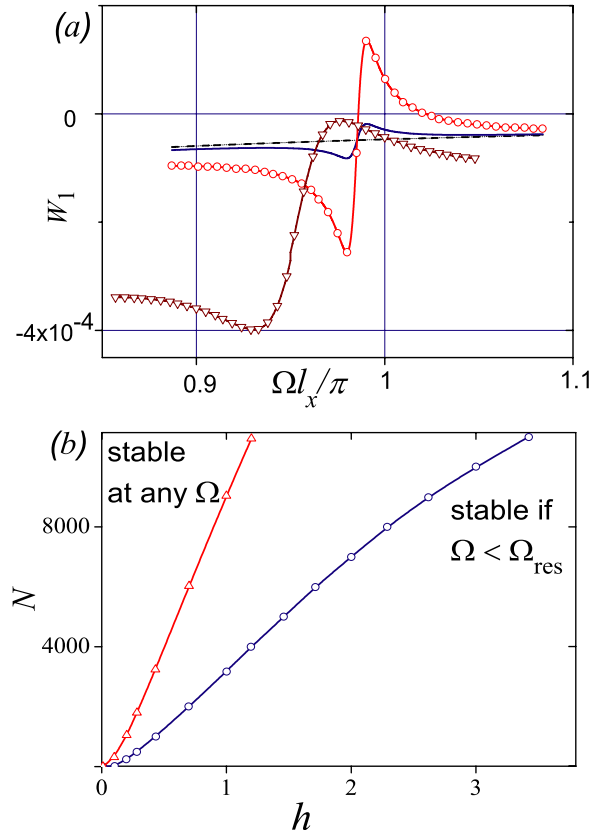 (a)
0
W₁
-4x10⁻⁴
0.9
Ωlₓ/π
1
1.1
(b)
stable
at any Ω
stable if
Ω < Ω_res
8000
N
4000
0
1
2
3
h